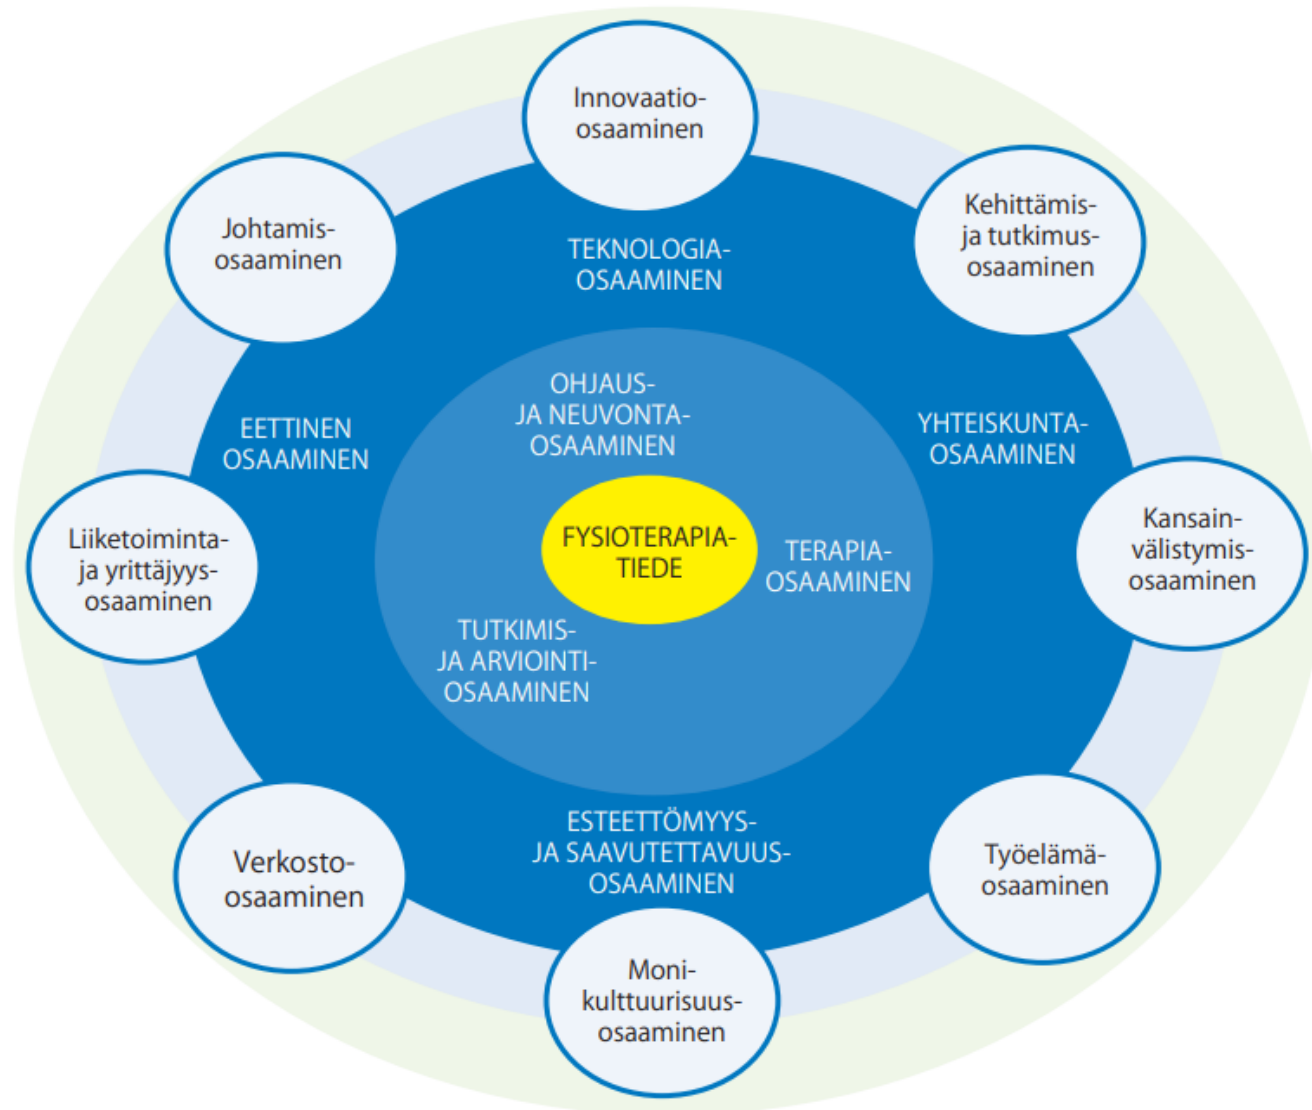 Innovaatio-
osaaminen
Johtamis-
osaaminen
Kehittämis-
ja tutkimus-
osaaminen
TEKNOLOGIA-
OSAAMINEN
OHJAUS-
JA NEUVONTA-
OSAAMINEN
EETTINEN
OSAAMINEN
YHTEISKUNTA-
OSAAMINEN
Liiketoiminta-
ja yrittäjyys-
osaaminen
FYSIOTERAPIA-
TIEDE
TERAPIA-
OSAAMINEN
Kansain-
välistymis-
osaaminen
TUTKIMIS-
JA ARVIOINTI-
OSAAMINEN
ESTEETTÖMYYS-
JA SAAVUTETTAVUUS-
OSAAMINEN
Verkosto-
osaaminen
Työelämä-
osaaminen
Moni-
kulttuurisuus-
osaaminen